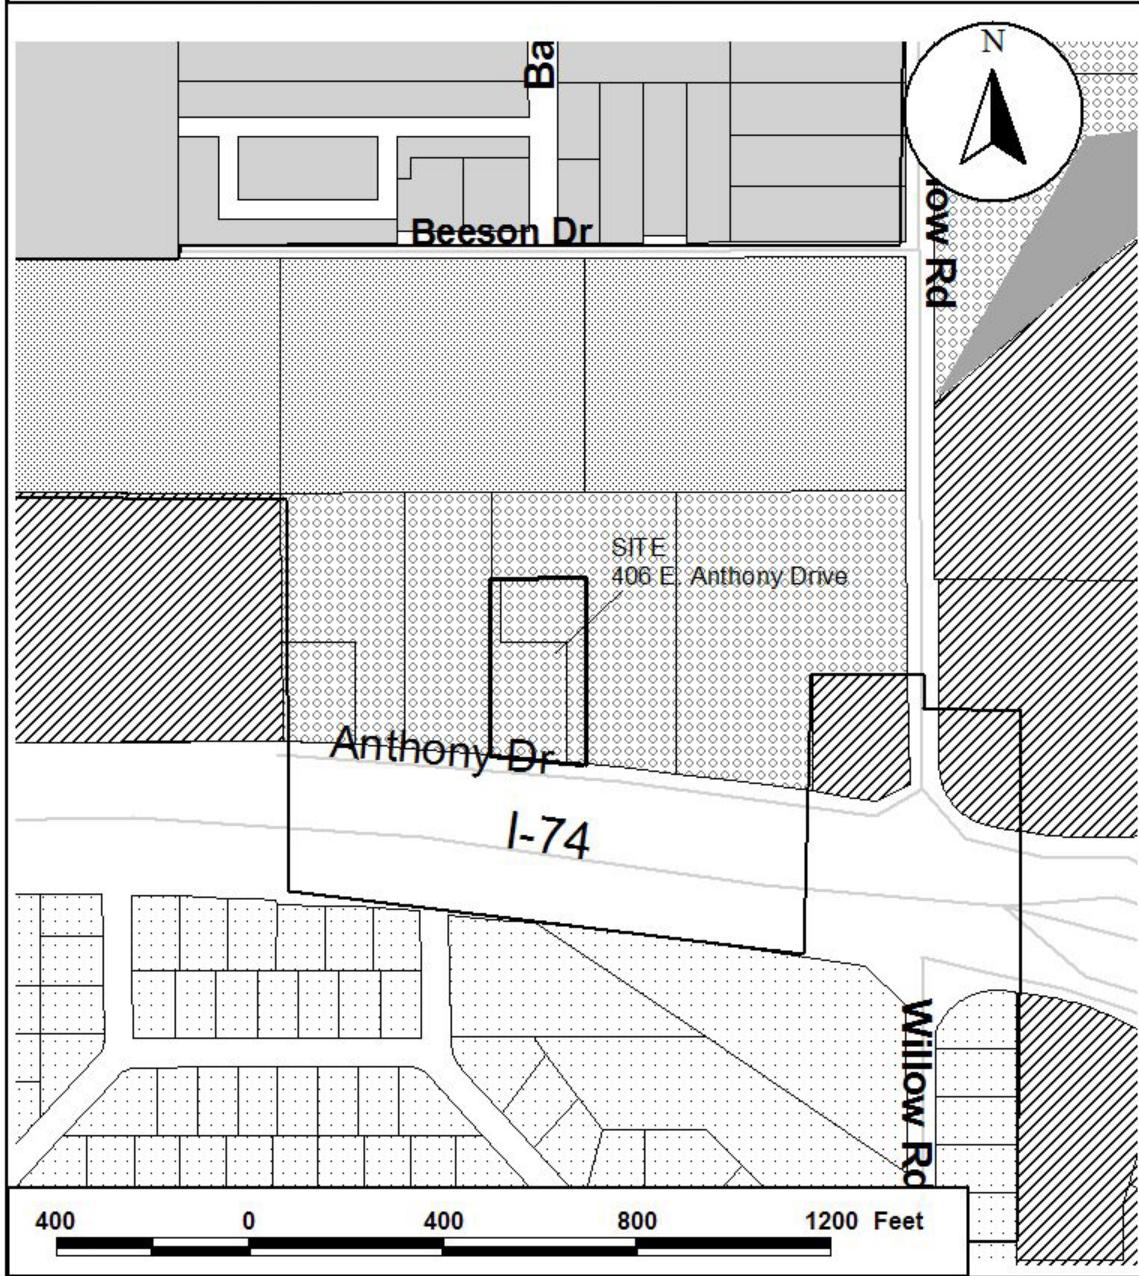 N
Ba
Beeson Dr
low Rd
SITE
406 E. Anthony Drive
Anthony Dr
I-74
Willow Rd
400 0 400 800 1200 Feet